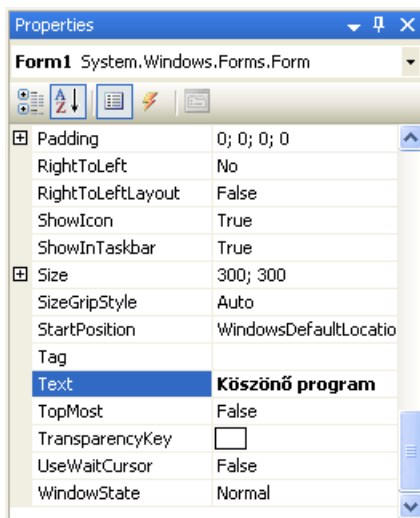 Properties
Form1 System.Windows.Forms.Form
Padding 0; 0; 0; 0
RightToLeft No
RightToLeftLayout False
ShowIcon True
ShowInTaskbar True
Size 300; 300
SizeGripStyle Auto
StartPosition WindowsDefaultLocatio
Tag
Text Köszönő program
TopMost False
TransparencyKey
UseWaitCursor False
WindowState Normal